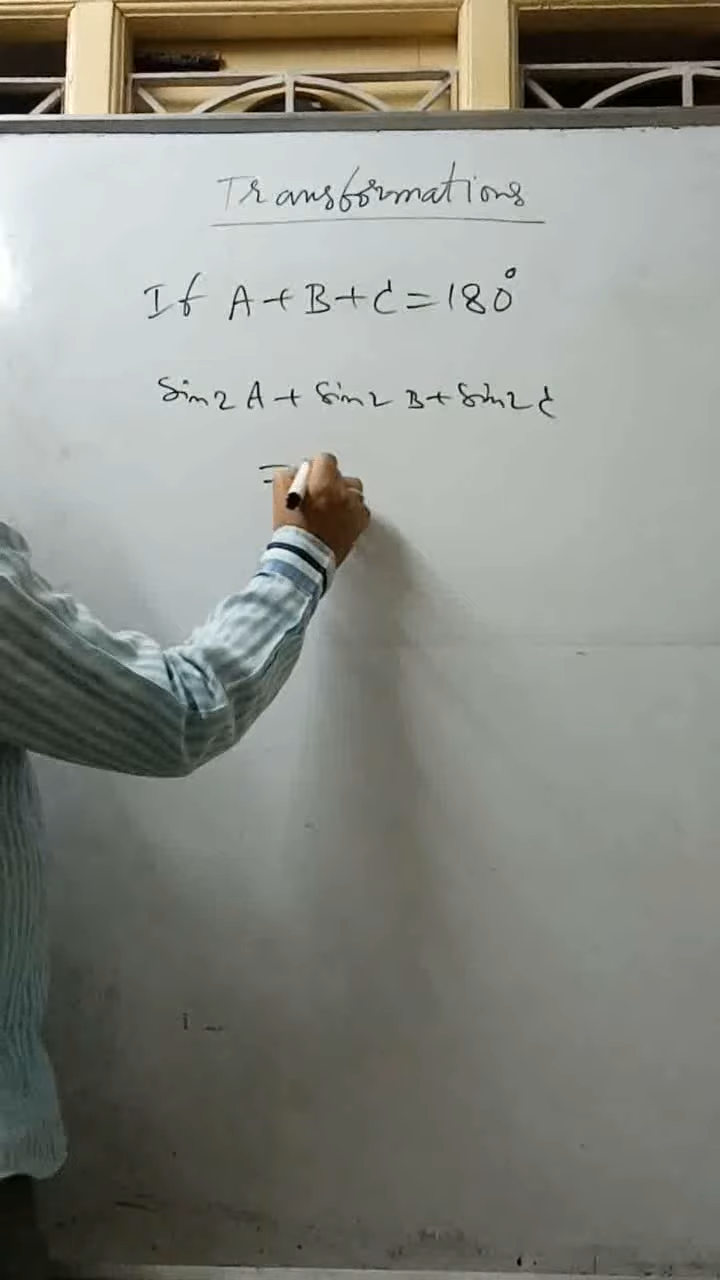 Transformations
If A+B+C=180°
Sin2A+Sin2B+Sin2C
=